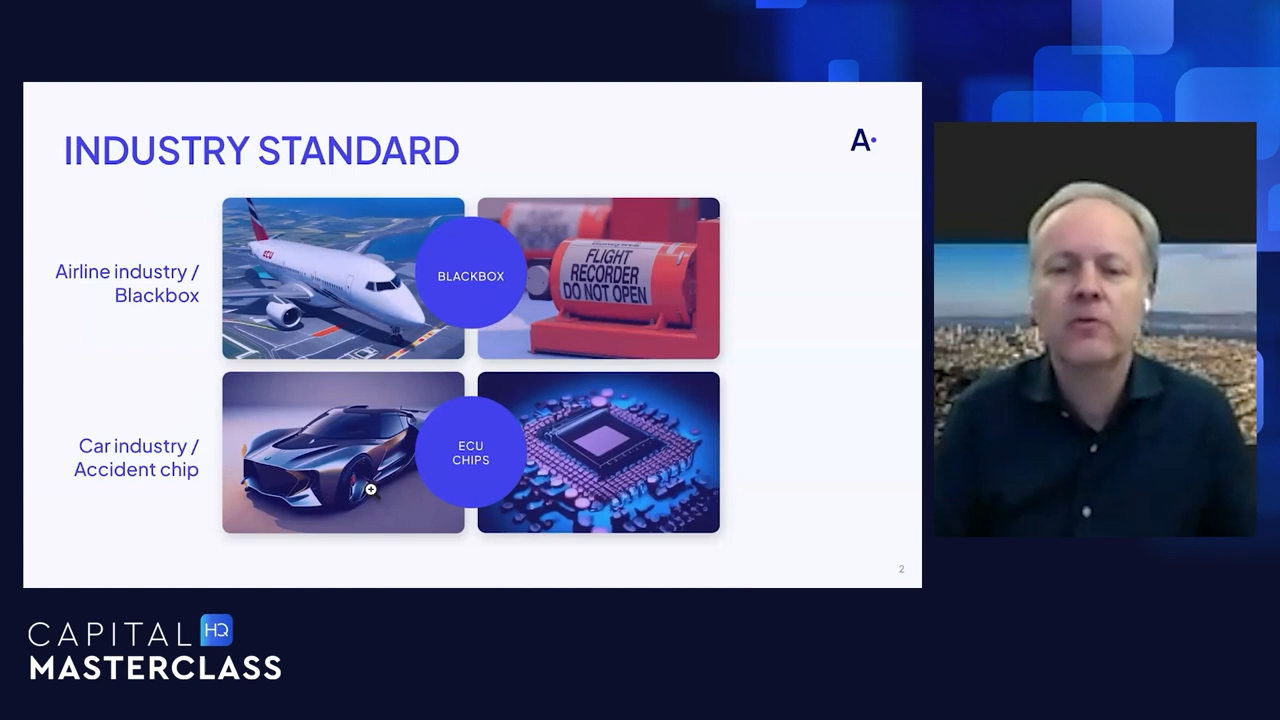 INDUSTRY STANDARD
A·
Airline industry /
Blackbox
BLACKBOX
FLIGHT
RECORDER
DO NOT OPEN
Car industry /
Accident chip
ECU
CHIPS
2
CAPITAL HQ
MASTERCLASS